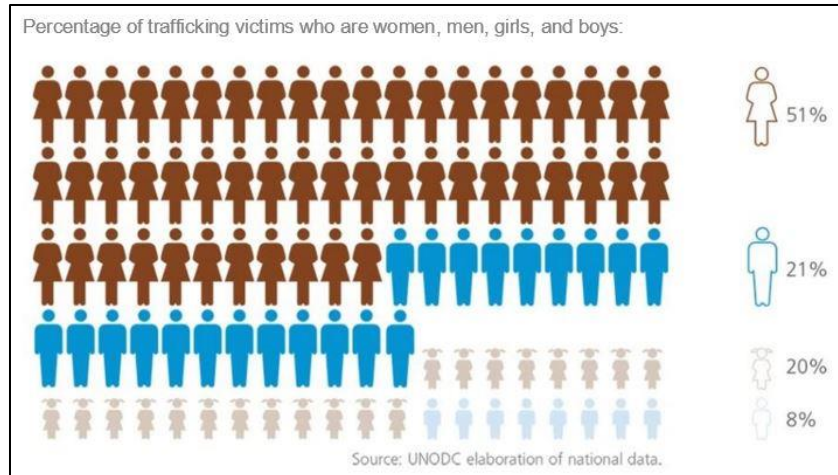 Percentage of trafficking victims who are women, men, girls, and boys:
51%
21%
20%
8%
Source: UNODC elaboration of national data.